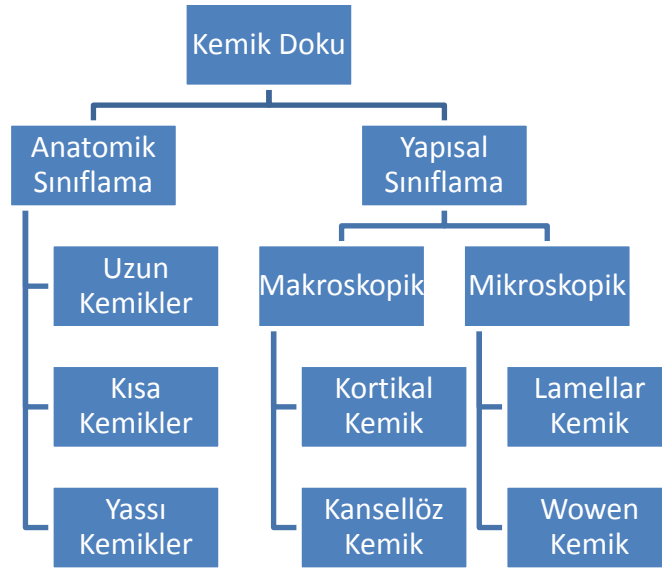 Kemik Doku
Anatomik
Sınıflama
Yapısal
Sınıflama
Uzun
Kemikler
Kısa
Kemikler
Yassı
Kemikler
Makroskopik
Kortikal
Kemik
Kansellöz
Kemik
Mikroskopik
Lamellar
Kemik
Wowen
Kemik